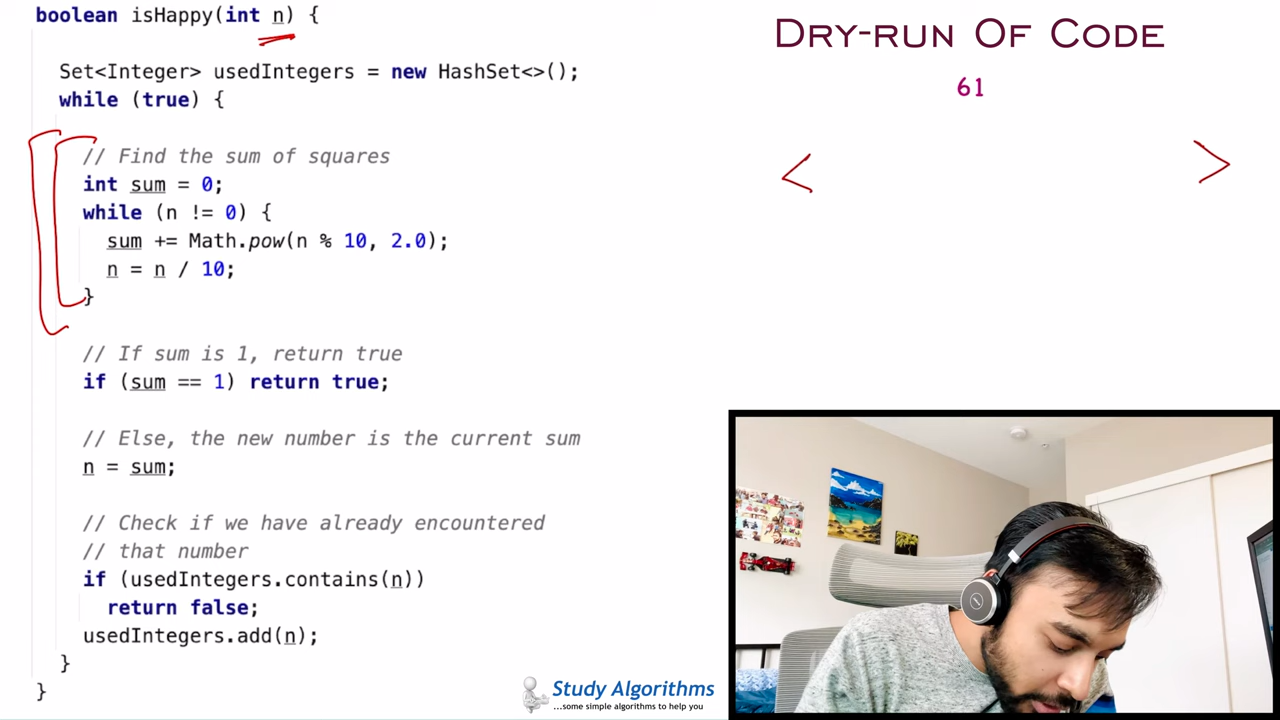 boolean isHappy(int n) {
Set<Integer> usedIntegers = new HashSet<>();
while (true) {
// Find the sum of squares
int sum = 0;
while (n != 0) {
sum += Math.pow(n % 10, 2.0);
n = n / 10;
}
// If sum is 1, return true
if (sum == 1) return true;
// Else, the new number is the current sum
n = sum;
// Check if we have already encountered
// that number
if (usedIntegers.contains(n))
return false;
usedIntegers.add(n);
}
}
DRY-RUN OF CODE
61
< >
Study Algorithms
...some simple algorithms to help you